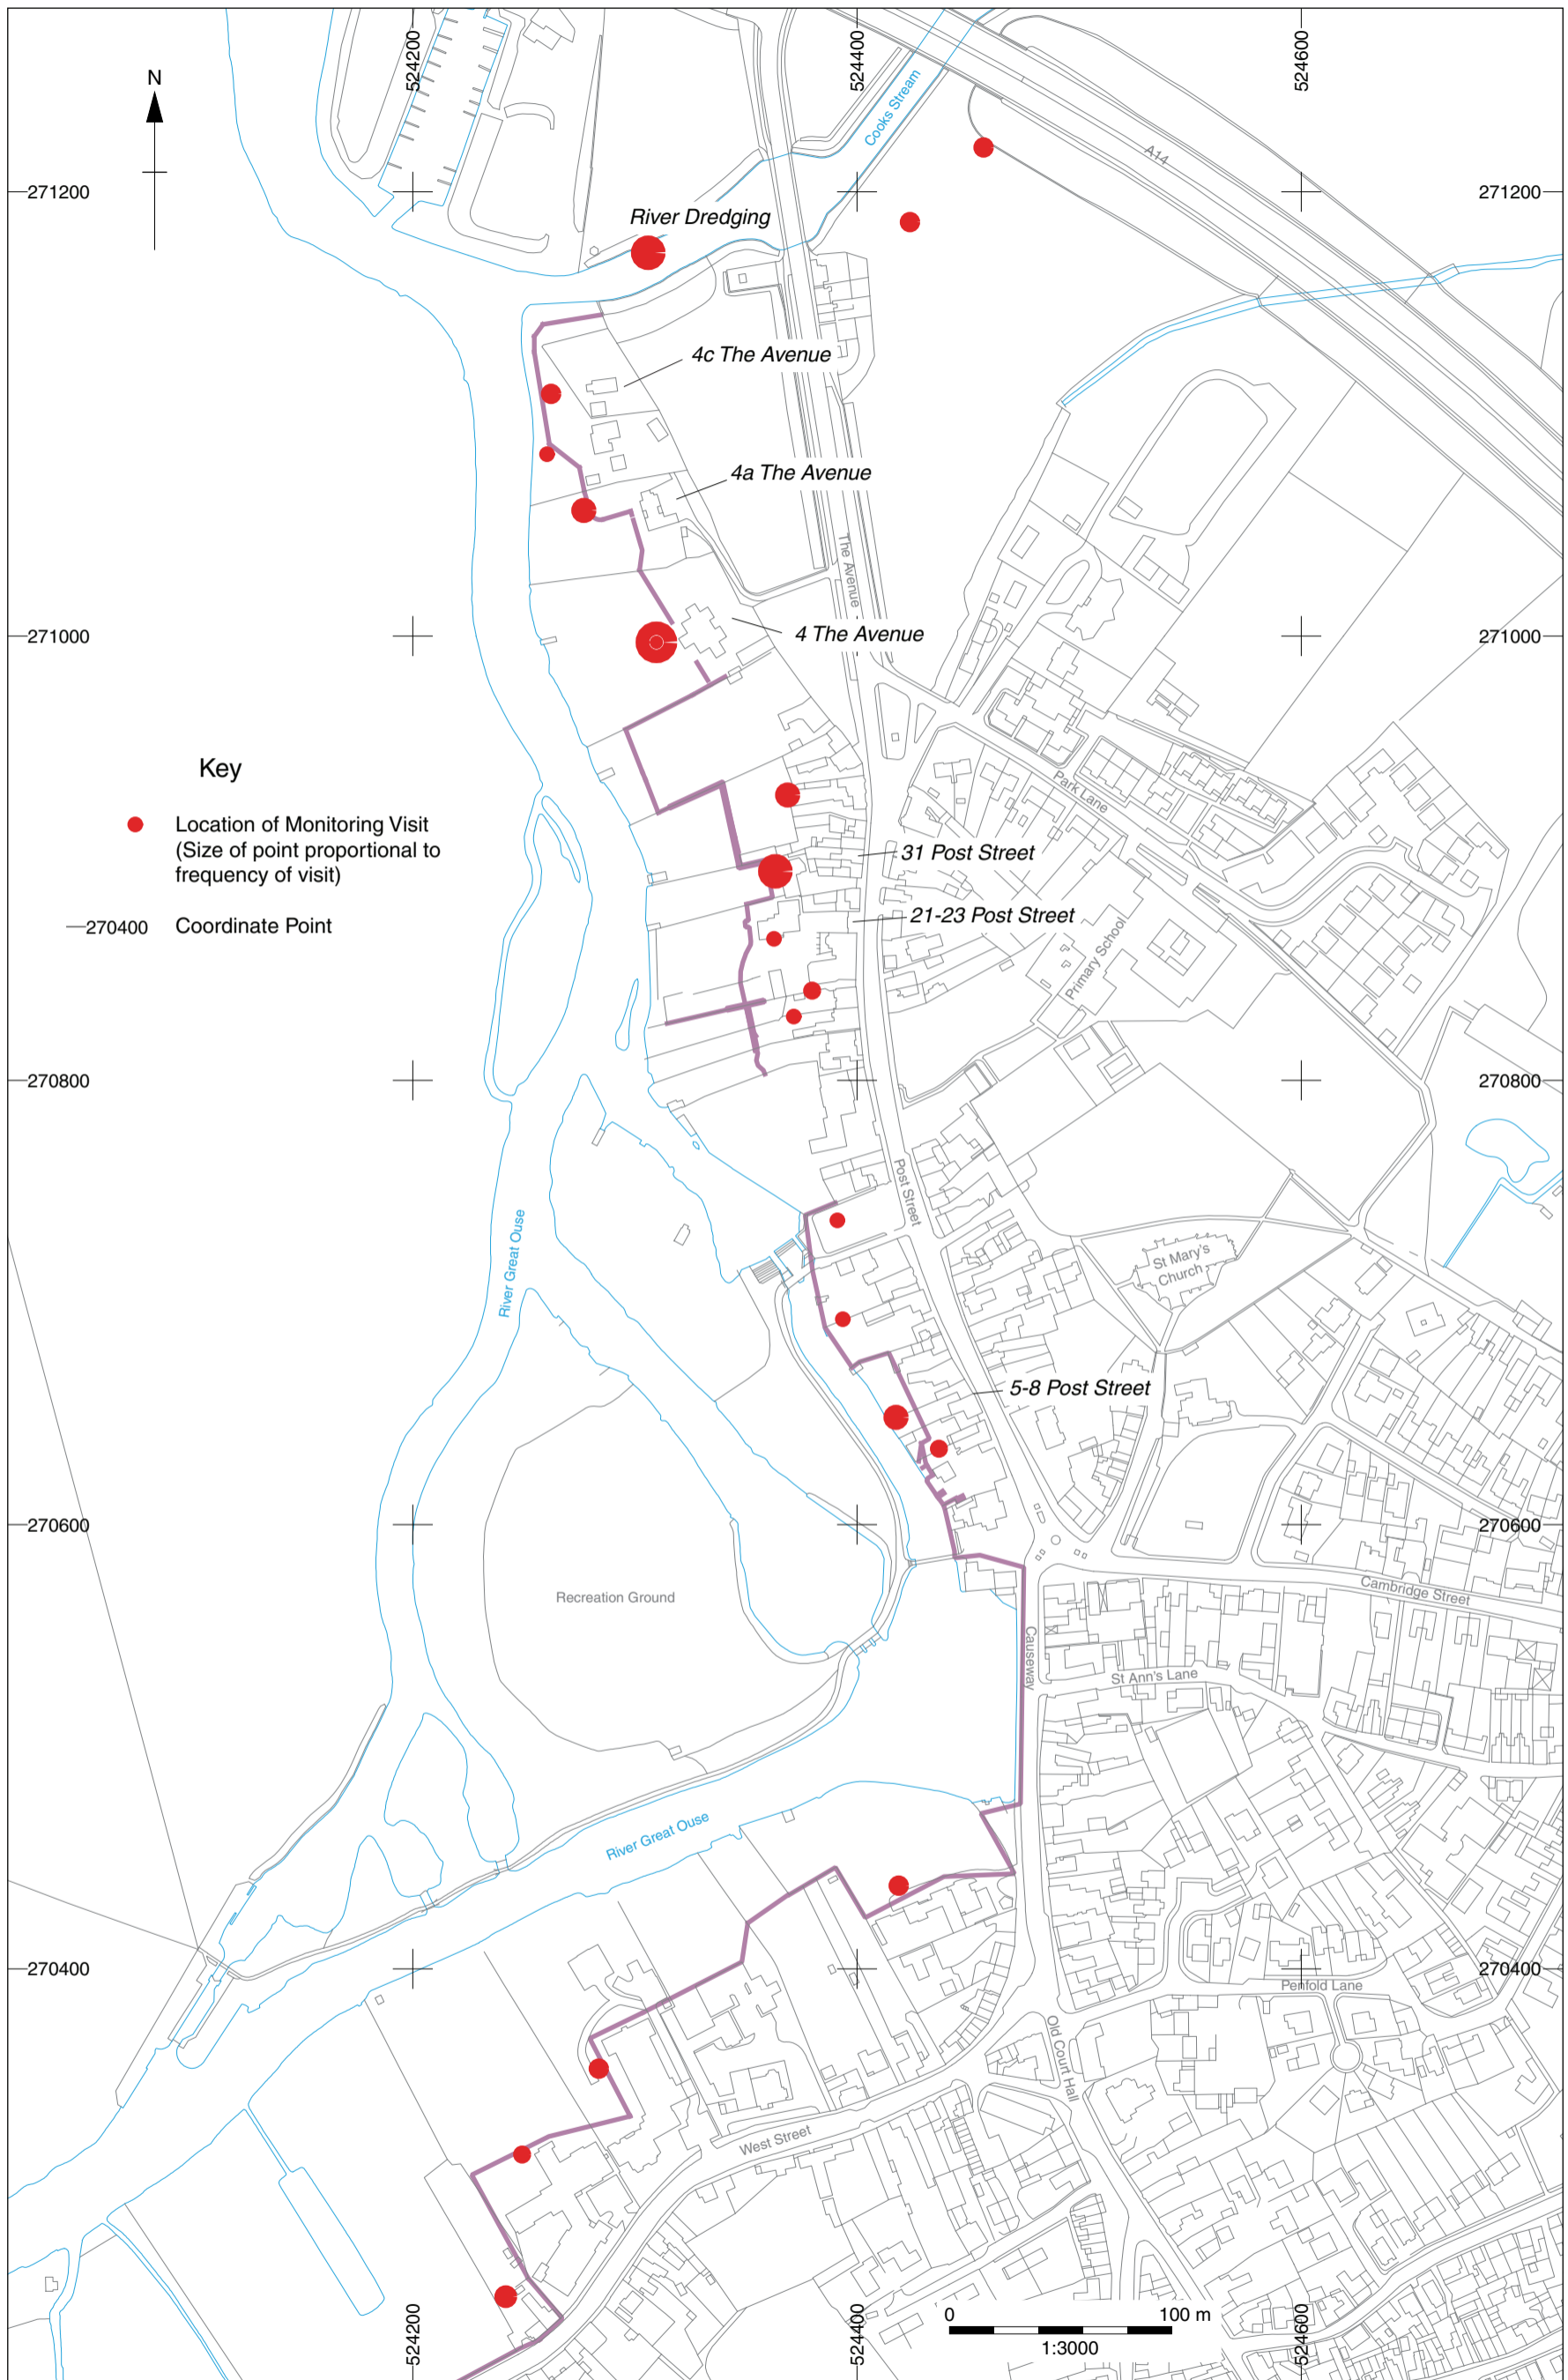 524200
524400
524600
N
Cooks Stream
A14
271200
271200
River Dredging
4c The Avenue
4a The Avenue
The Avenue
271000
4 The Avenue
271000
Key
Park Lane
Location of Monitoring Visit
(Size of point proportional to
frequency of visit)
31 Post Street
270400
Coordinate Point
21-23 Post Street
Primary School
270800
270800
Post Street
River Great Ouse
St Mary's
Church
5-8 Post Street
270600
270600
Recreation Ground
Cambridge Street
Causeway
St Ann's Lane
River Great Ouse
270400
270400
Penfold Lane
Old Court Hall
West Street
524200
524400
524600
0
100 m
1:3000